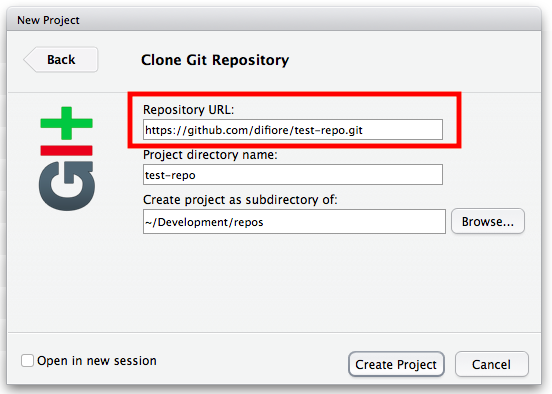 New Project
Back
Clone Git Repository
GIT
Repository URL:
https://github.com/difiore/test-repo.git
Project directory name:
test-repo
Create project as subdirectory of:
~/Development/repos
Browse...
Open in new session
Create Project
Cancel